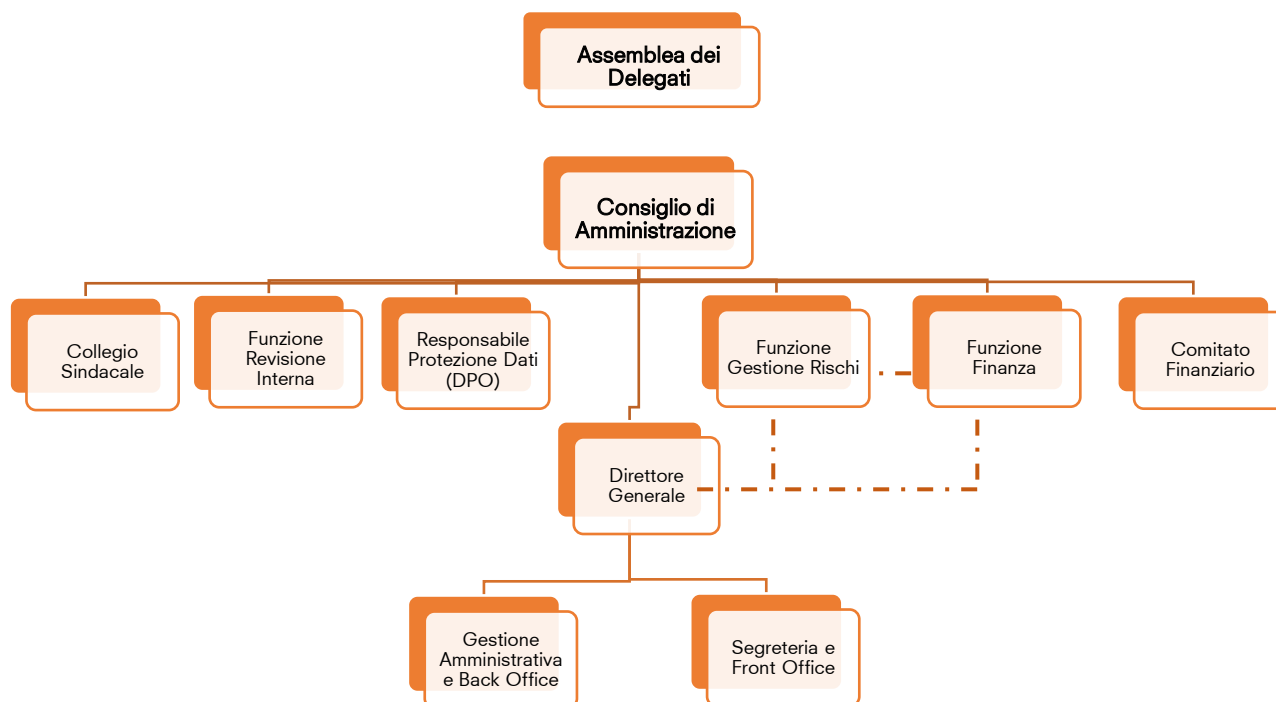 Assemblea dei
Delegati
Consiglio di
Amministrazione
Collegio
Sindacale
Funzione
Revisione
Interna
Responsabile
Protezione Dati
(DPO)
Funzione
Gestione Rischi
Funzione
Finanza
Comitato
Finanziario
Direttore
Generale
Gestione
Amministrativa
e Back Office
Segreteria e
Front Office